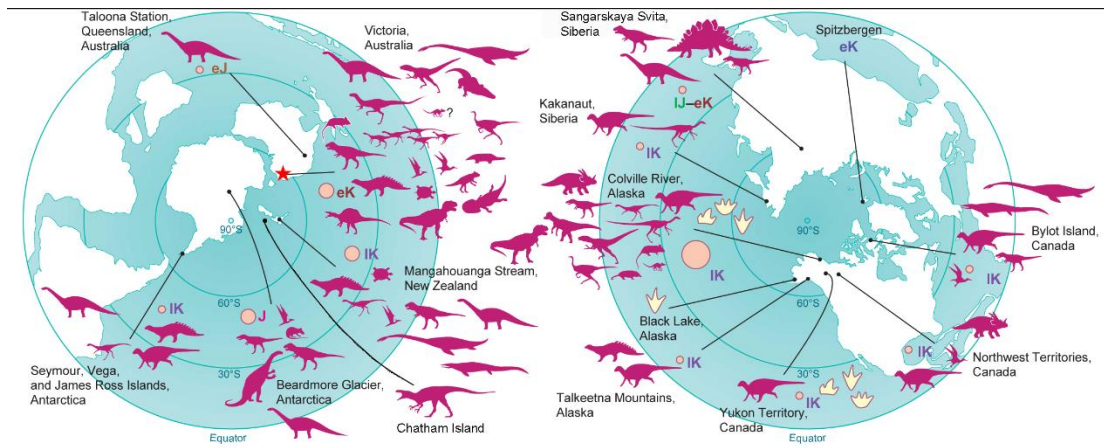 Taloona Station,
Queensland,
Australia
eJ
Victoria,
Australia
?
eK
lK
90°S
60°S
30°S
Equator
Mangahouanga Stream,
New Zealand
lK
J
Seymour, Vega,
and James Ross Islands,
Antarctica
Beardmore Glacier,
Antarctica
Chatham Island
Sangarskaya Svita,
Siberia
lJ–eK
Spitzbergen
eK
Kakanaut,
Siberia
lK
Colville River,
Alaska
lK
90°S
60°S
30°S
Equator
Bylot Island,
Canada
lK
Black Lake,
Alaska
Northwest Territories,
Canada
lK
Talkeetna Mountains,
Alaska
lK
Yukon Territory,
Canada
lK